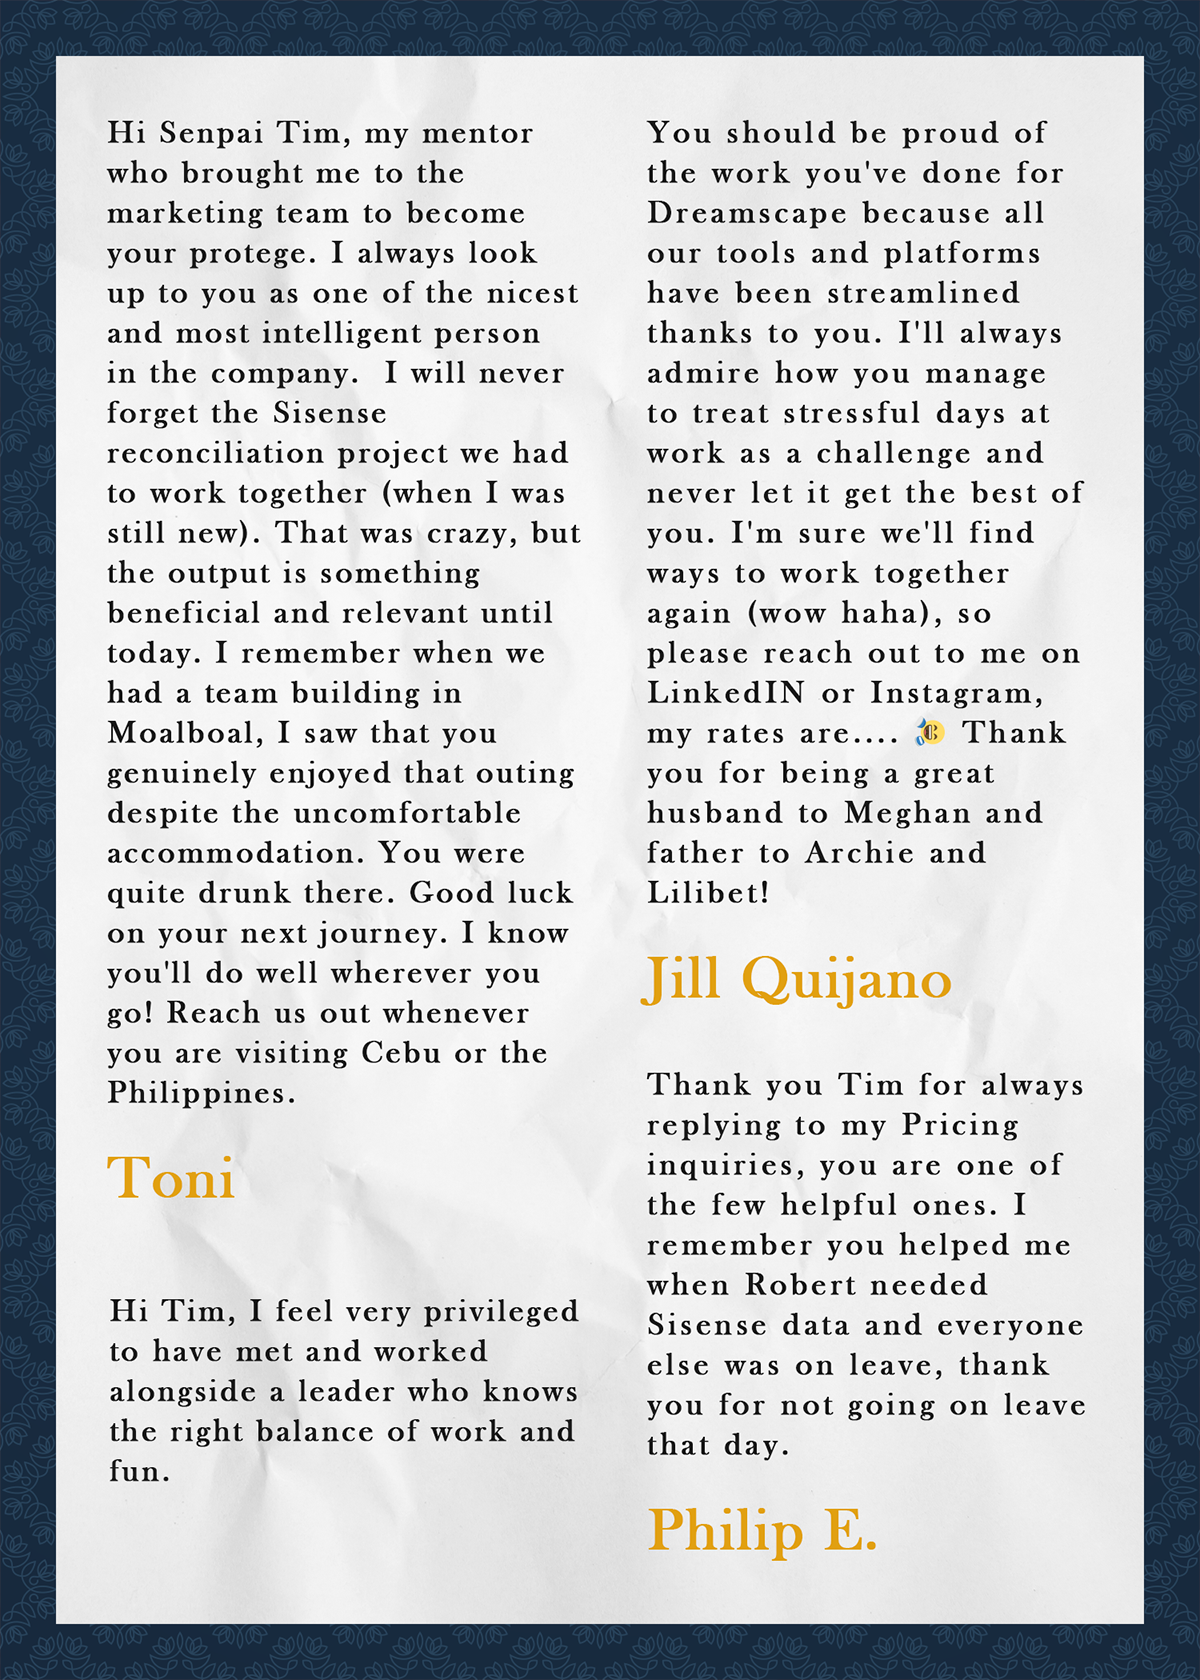 Hi Senpai Tim, my mentor
who brought me to the
marketing team to become
your protege. I always look
up to you as one of the nicest
and most intelligent person
in the company.  I will never
forget the Sisense
reconciliation project we had
to work together (when I was
still new). That was crazy, but
the output is something
beneficial and relevant until
today. I remember when we
had a team building in
Moalboal, I saw that you
genuinely enjoyed that outing
despite the uncomfortable
accommodation. You were
quite drunk there. Good luck
on your next journey. I know
you'll do well wherever you
go! Reach us out whenever
you are visiting Cebu or the
Philippines.
Toni
Hi Tim, I feel very privileged
to have met and worked
alongside a leader who knows
the right balance of work and
fun.
You should be proud of
the work you've done for
Dreamscape because all
our tools and platforms
have been streamlined
thanks to you. I'll always
admire how you manage
to treat stressful days at
work as a challenge and
never let it get the best of
you. I'm sure we'll find
ways to work together
again (wow haha), so
please reach out to me on
LinkedIN or Instagram,
my rates are.... Thank
you for being a great
husband to Meghan and
father to Archie and
Lilibet!
Jill Quijano
Thank you Tim for always
replying to my Pricing
inquiries, you are one of
the few helpful ones. I
remember you helped me
when Robert needed
Sisense data and everyone
else was on leave, thank
you for not going on leave
that day.
Philip E.